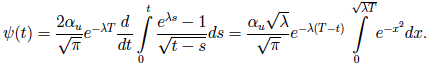 ψ(t) = \frac{2α_u}{\sqrt{π}} e^{-λT} \frac{d}{dt} \int_0^t \frac{e^{λs} - 1}{\sqrt{t - s}} ds = \frac{α_u\sqrt{λ}}{\sqrt{π}} e^{-λ(T-t)} \int_0^{\sqrt{λT}} e^{-x^2} dx.